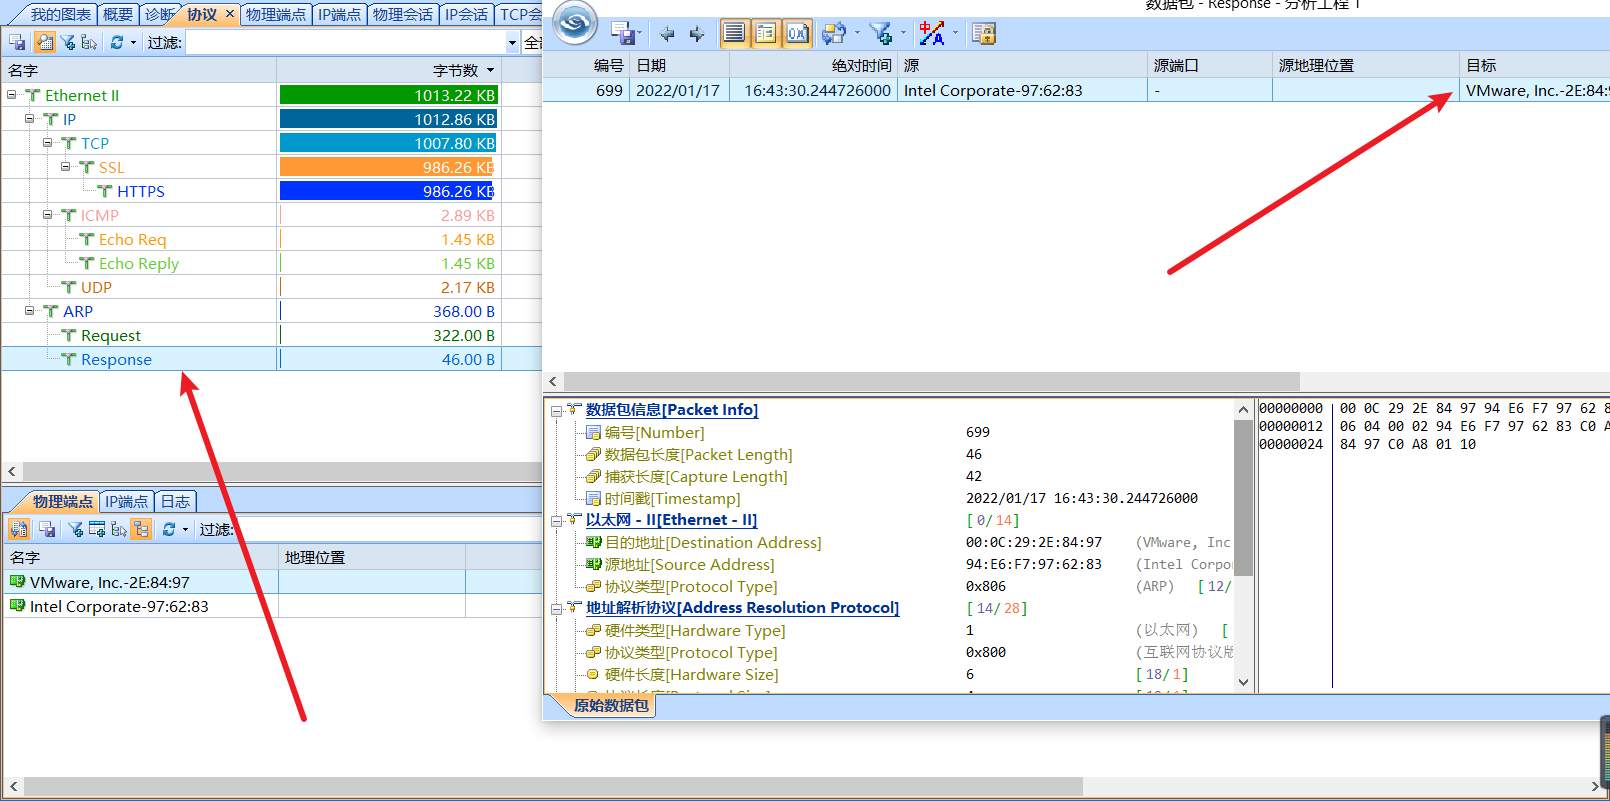 数据包 - Response - 分析工程 1
我的图表 概要 诊断 协议 × 物理端点 IP端点 物理会话 IP会话 TCP会
过滤: 全部
名字 字节数
Ethernet II 1013.22 KB
IP 1012.86 KB
TCP 1007.80 KB
SSL 986.26 KB
HTTPS 986.26 KB
ICMP 2.89 KB
Echo Req 1.45 KB
Echo Reply 1.45 KB
UDP 2.17 KB
ARP 368.00 B
Request 322.00 B
Response 46.00 B
编号 日期 绝对时间 源 源端口 源地理位置 目标
699 2022/01/17 16:43:30.244726000 Intel Corporate-97:62:83 - VMware, Inc.-2E:84:9
物理端点 IP端点 日志
过滤:
名字 地理位置
VMware, Inc.-2E:84:97
Intel Corporate-97:62:83
数据包信息[Packet Info]
编号[Number] 699
数据包长度[Packet Length] 46
捕获长度[Capture Length] 42
时间戳[Timestamp] 2022/01/17 16:43:30.244726000
以太网 - II[Ethernet - II] [0/14]
目的地址[Destination Address] 00:0C:29:2E:84:97 (VMware, Inc
源地址[Source Address] 94:E6:F7:97:62:83 (Intel Corpo
协议类型[Protocol Type] 0x806 (ARP) [12/
地址解析协议[Address Resolution Protocol] [14/28]
硬件类型[Hardware Type] 1 (以太网) [
协议类型[Protocol Type] 0x800 (互联网协议版
硬件长度[Hardware Size] 6 [18/1]
00000000 00 0C 29 2E 84 97 94 E6 F7 97 62 8
00000012 06 04 00 02 94 E6 F7 97 62 83 C0 A
00000024 84 97 C0 A8 01 10
原始数据包